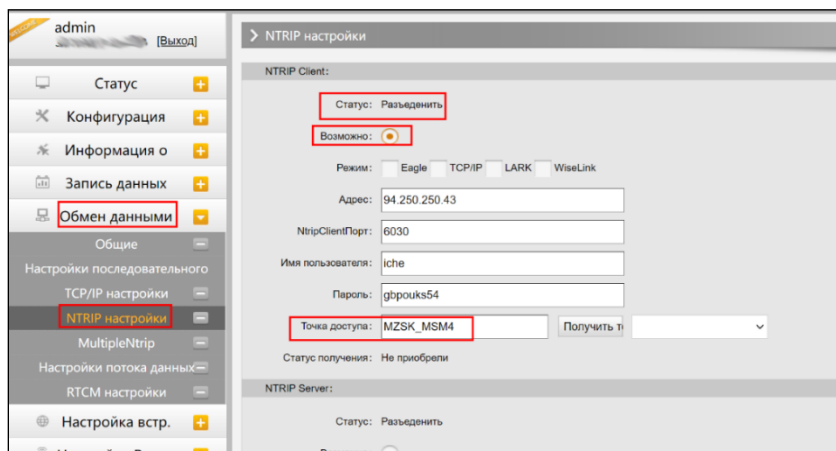 WELCOME
admin
[Выход]
Статус
Конфигурация
Информация о
Запись данных
Обмен данными
Общие
Настройки последовательного
TCP/IP настройки
NTRIP настройки
MultipleNtrip
Настройки потока данных
RTCM настройки
Настройка встр.
NTRIP настройки
NTRIP Client:
Статус: Разъеденить
Возможно:
Режим: Eagle TCP/IP LARK WiseLink
Адрес: 94.250.250.43
NtripClientПорт: 6030
Имя пользователя: iche
Пароль: gbpouks54
Точка доступа: MZSK_MSM4 Получить т
Статус получения: Не приобрели
NTRIP Server:
Статус: Разъеденить